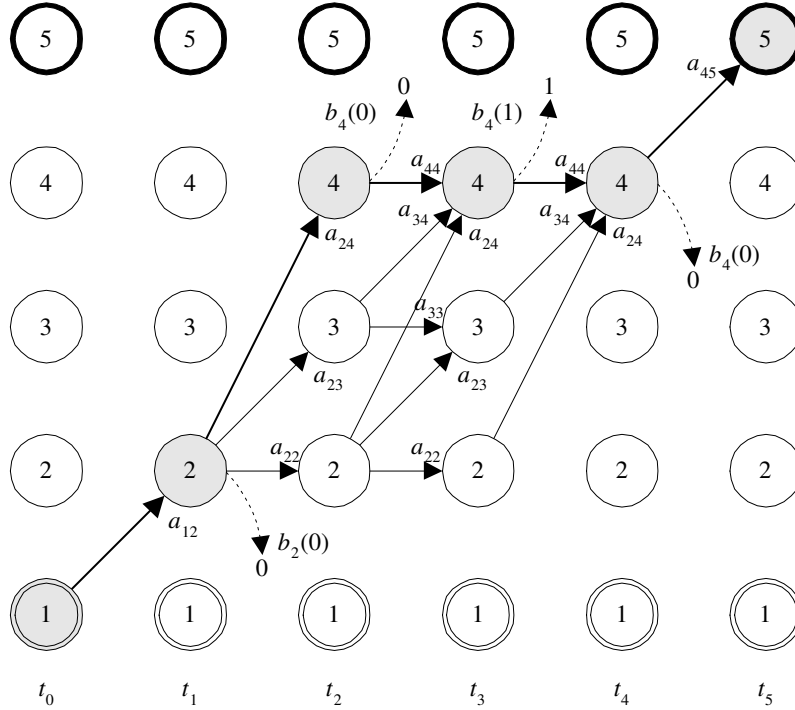 5 5 5 5 5 5
a₄₅
0 1
b₄(0) b₄(1)
a₄₄ a₄₄
4 4 4 4 4 4
a₃₄ a₃₄
a₂₄ a₂₄ a₂₄
b₄(0)
0
a₃₃
3 3 3 3 3 3
a₂₃ a₂₃
a₂₂ a₂₂
2 2 2 2 2 2
a₁₂ b₂(0)
0
1 1 1 1 1 1
t₀ t₁ t₂ t₃ t₄ t₅